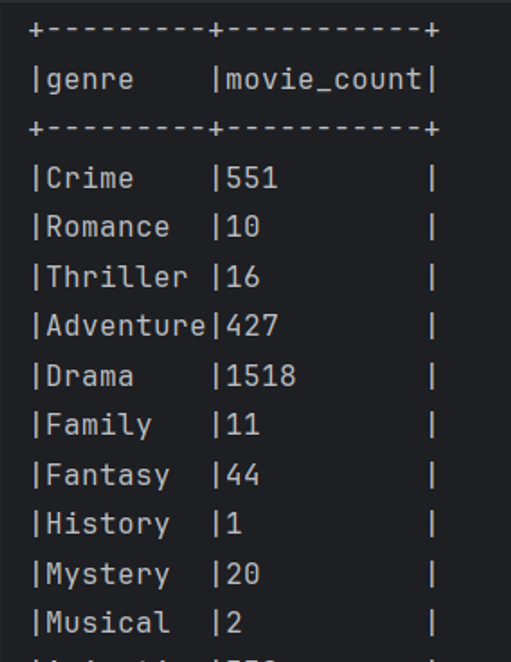 +---------+-----------+
|genre    |movie_count|
+---------+-----------+
|Crime    |551        |
|Romance  |10         |
|Thriller |16         |
|Adventure|427        |
|Drama    |1518       |
|Family   |11         |
|Fantasy  |44         |
|History  |1          |
|Mystery  |20         |
|Musical  |2          |